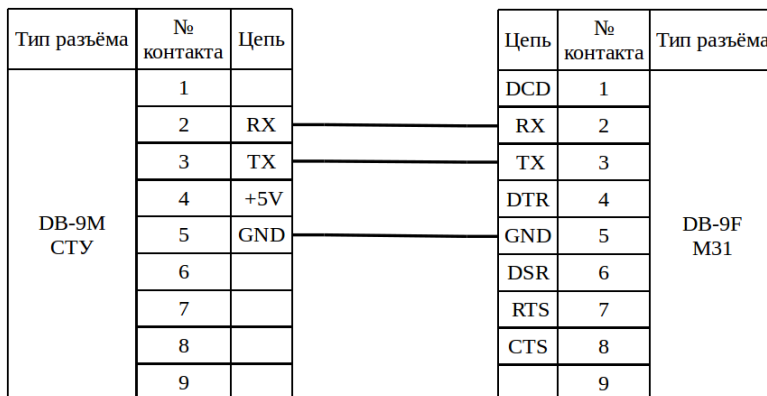 Тип разъёма № контакта Цепь Цепь № контакта Тип разъёма
1 DCD 1
2 RX RX 2
3 TX TX 3
4 +5V DTR 4
DB-9M СТУ 5 GND GND 5 DB-9F М31
6 DSR 6
7 RTS 7
8 CTS 8
9 9